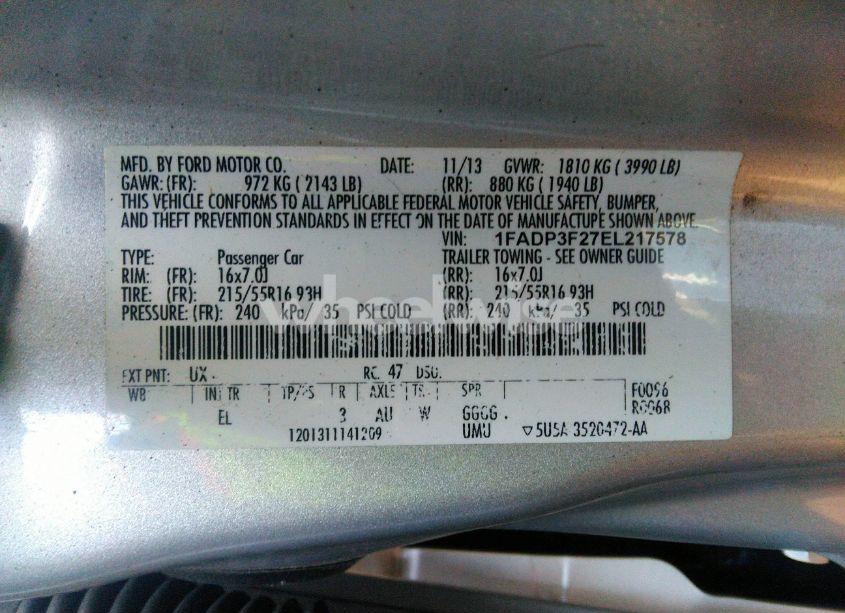 MFD. BY FORD MOTOR CO. DATE: 11/13 GVWR: 1810 KG ( 3990 LB)
GAWR: (FR): 972 KG ( 2143 LB) (RR): 880 KG ( 1940 LB)
THIS VEHICLE CONFORMS TO ALL APPLICABLE FEDERAL MOTOR VEHICLE SAFETY, BUMPER,
AND THEFT PREVENTION STANDARDS IN EFFECT ON THE DATE OF MANUFACTURE SHOWN ABOVE.
VIN: 1FADP3F27EL217578
TYPE: Passenger Car TRAILER TOWING - SEE OWNER GUIDE
RIM: (FR): 16x7.0J (RR): 16x7.0J
TIRE: (FR): 215/55R16 93H (RR): 215/55R16 93H
wheelwise
PRESSURE: (FR): 240 kPa/ 35 PSI COLD (RR): 240 kPa/ 35 PSI COLD
EXT PNT: UX RC: 47 DSO:
WB INT TR TP/PS R AXLE TR SPR F0096
EL 3 AU W GGGG R0068
1201311141209 UMU ▽5U5A 3520472-AA